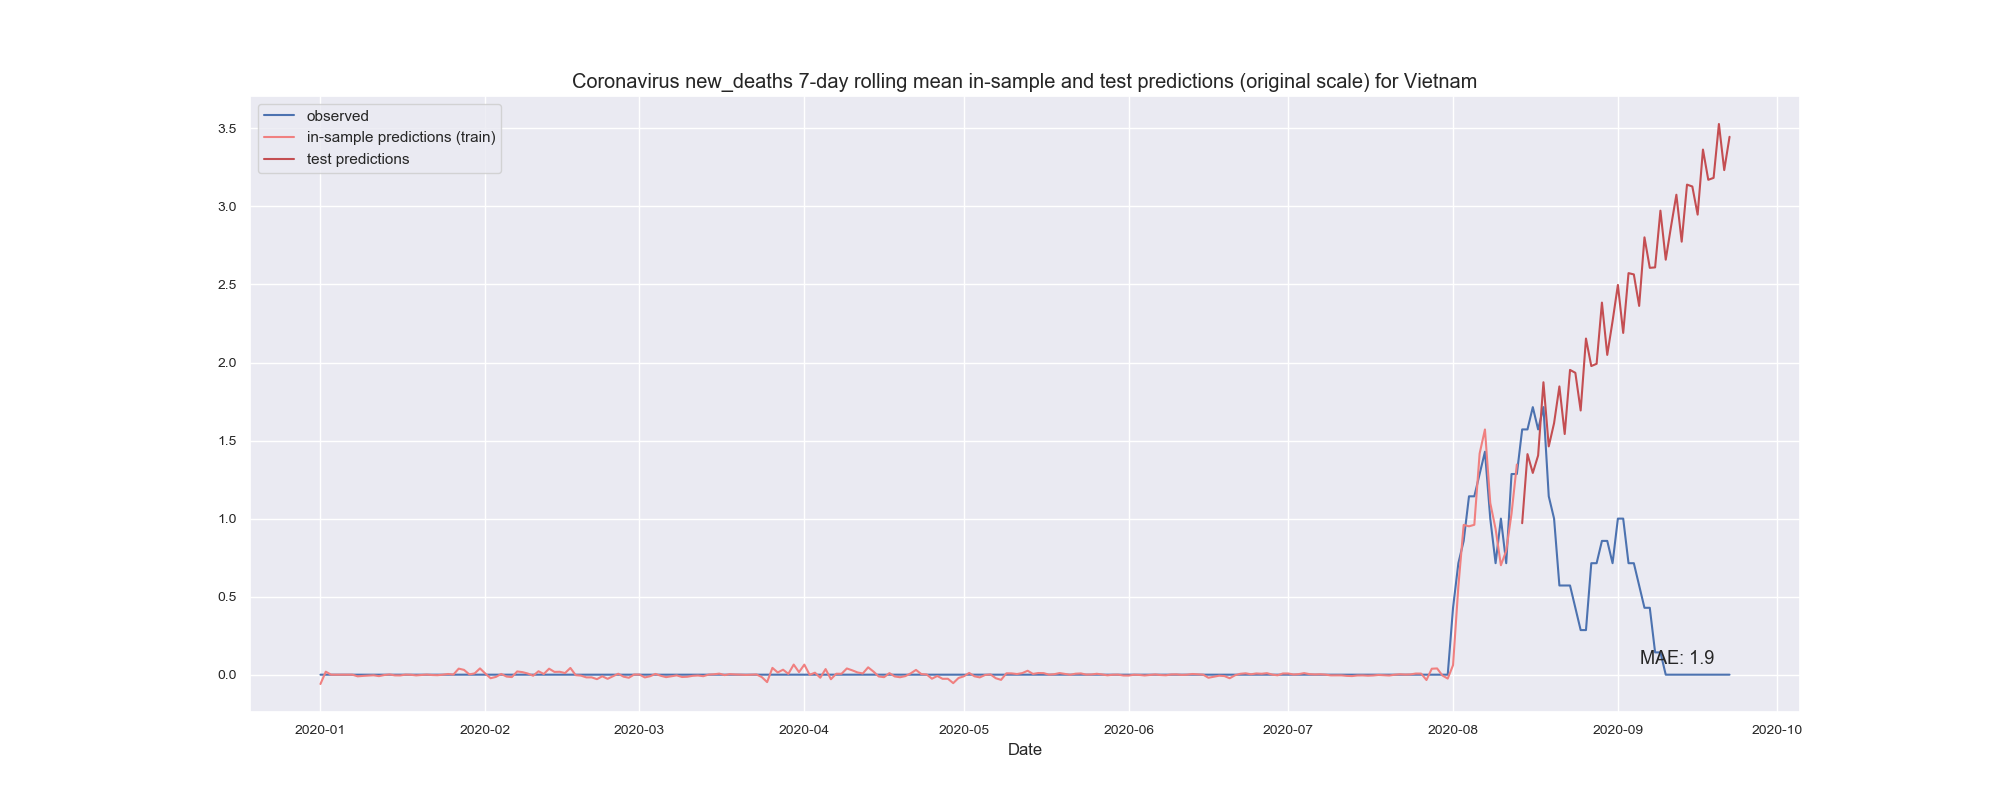 Coronavirus new_deaths 7-day rolling mean in-sample and test predictions (original scale) for Vietnam
observed
in-sample predictions (train)
test predictions
3.5
3.0
2.5
2.0
1.5
1.0
0.5
0.0
MAE: 1.9
2020-01 2020-02 2020-03 2020-04 2020-05 2020-06 2020-07 2020-08 2020-09 2020-10
Date